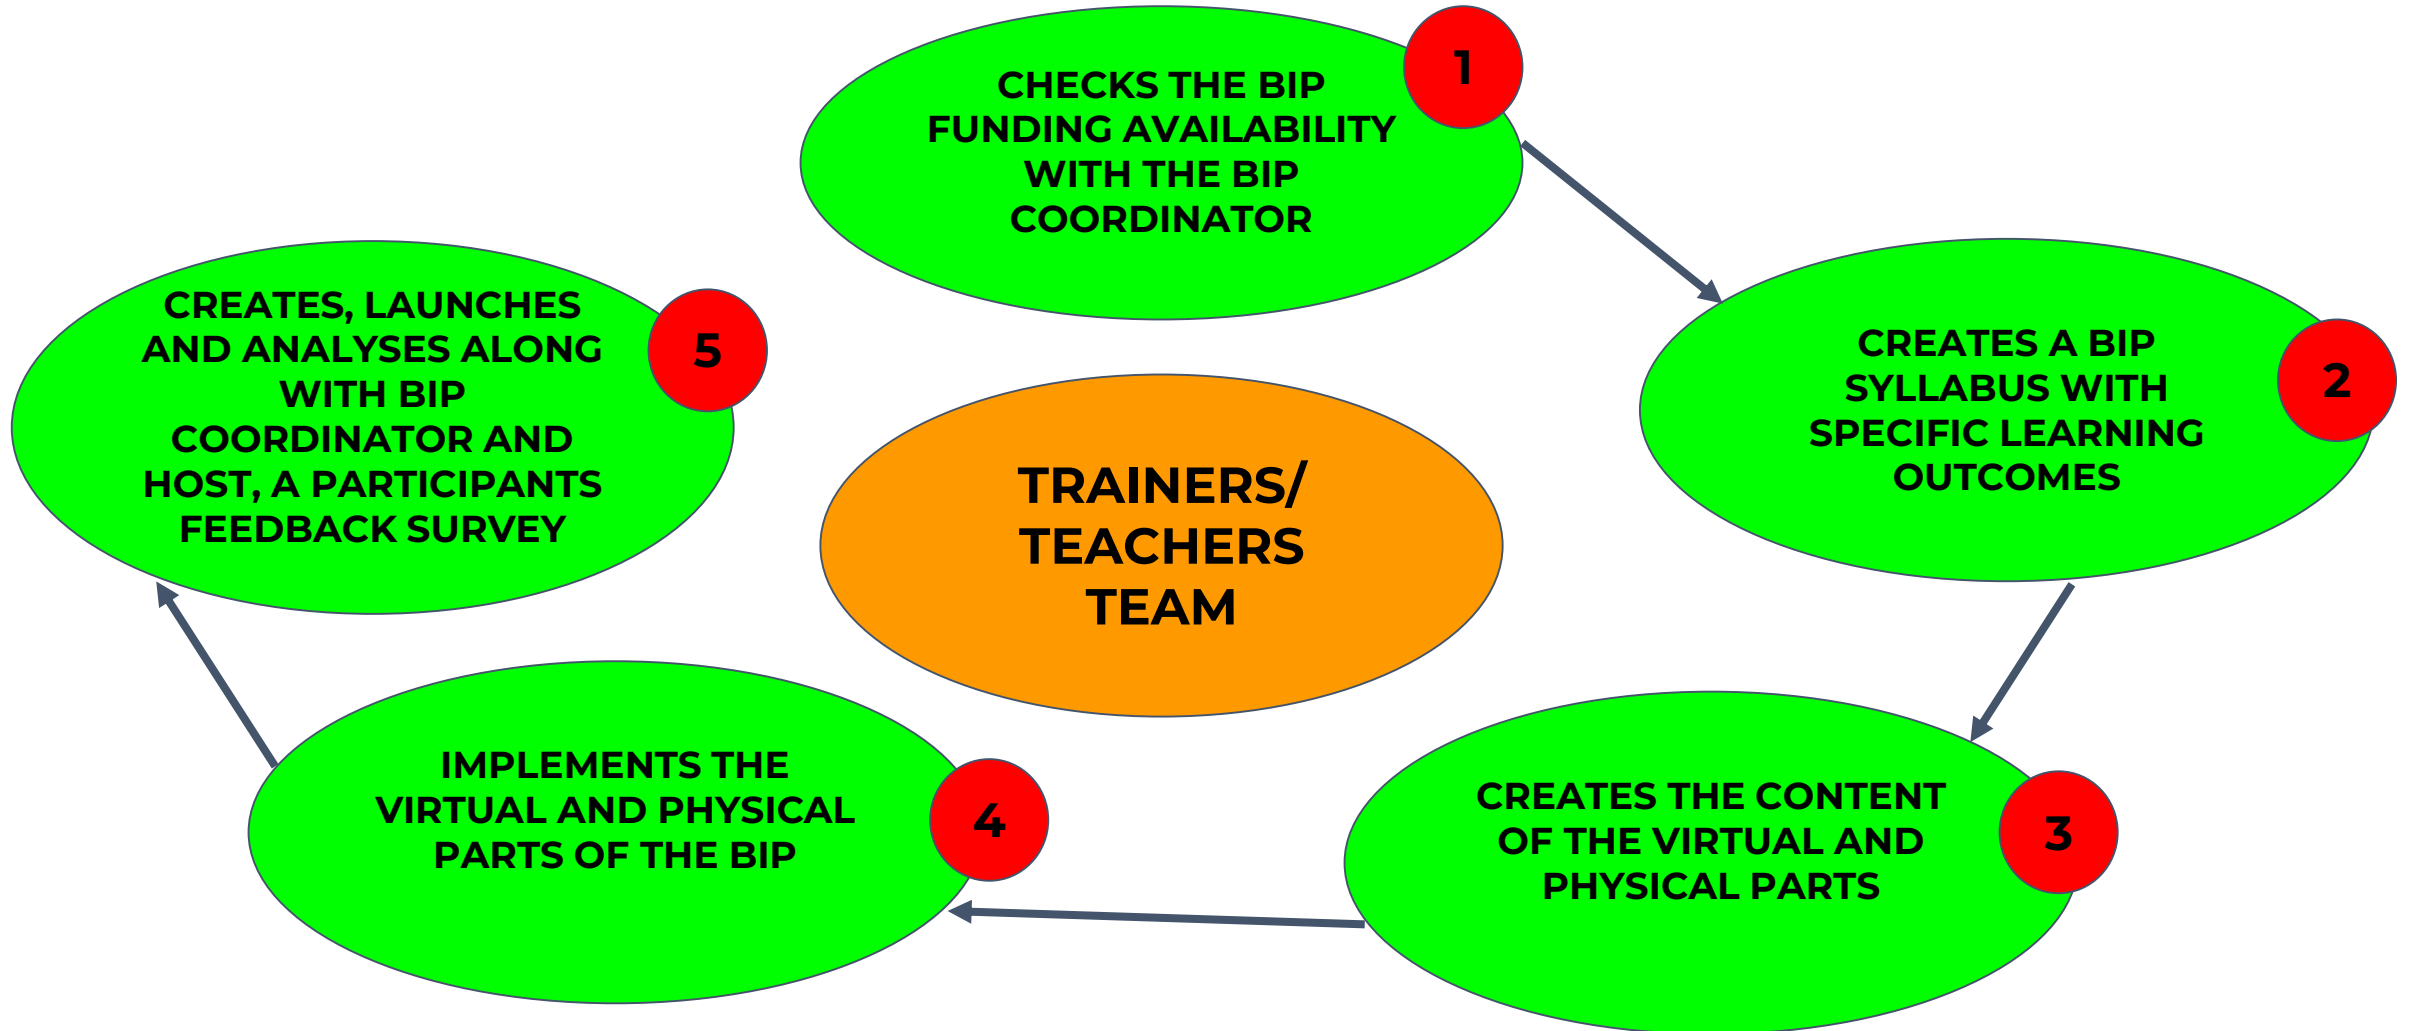 1
CHECKS THE BIP
FUNDING AVAILABILITY
WITH THE BIP
COORDINATOR
2
CREATES A BIP
SYLLABUS WITH
SPECIFIC LEARNING
OUTCOMES
3
CREATES THE CONTENT
OF THE VIRTUAL AND
PHYSICAL PARTS
4
IMPLEMENTS THE
VIRTUAL AND PHYSICAL
PARTS OF THE BIP
5
CREATES, LAUNCHES
AND ANALYSES ALONG
WITH BIP
COORDINATOR AND
HOST, A PARTICIPANTS
FEEDBACK SURVEY
TRAINERS/
TEACHERS
TEAM